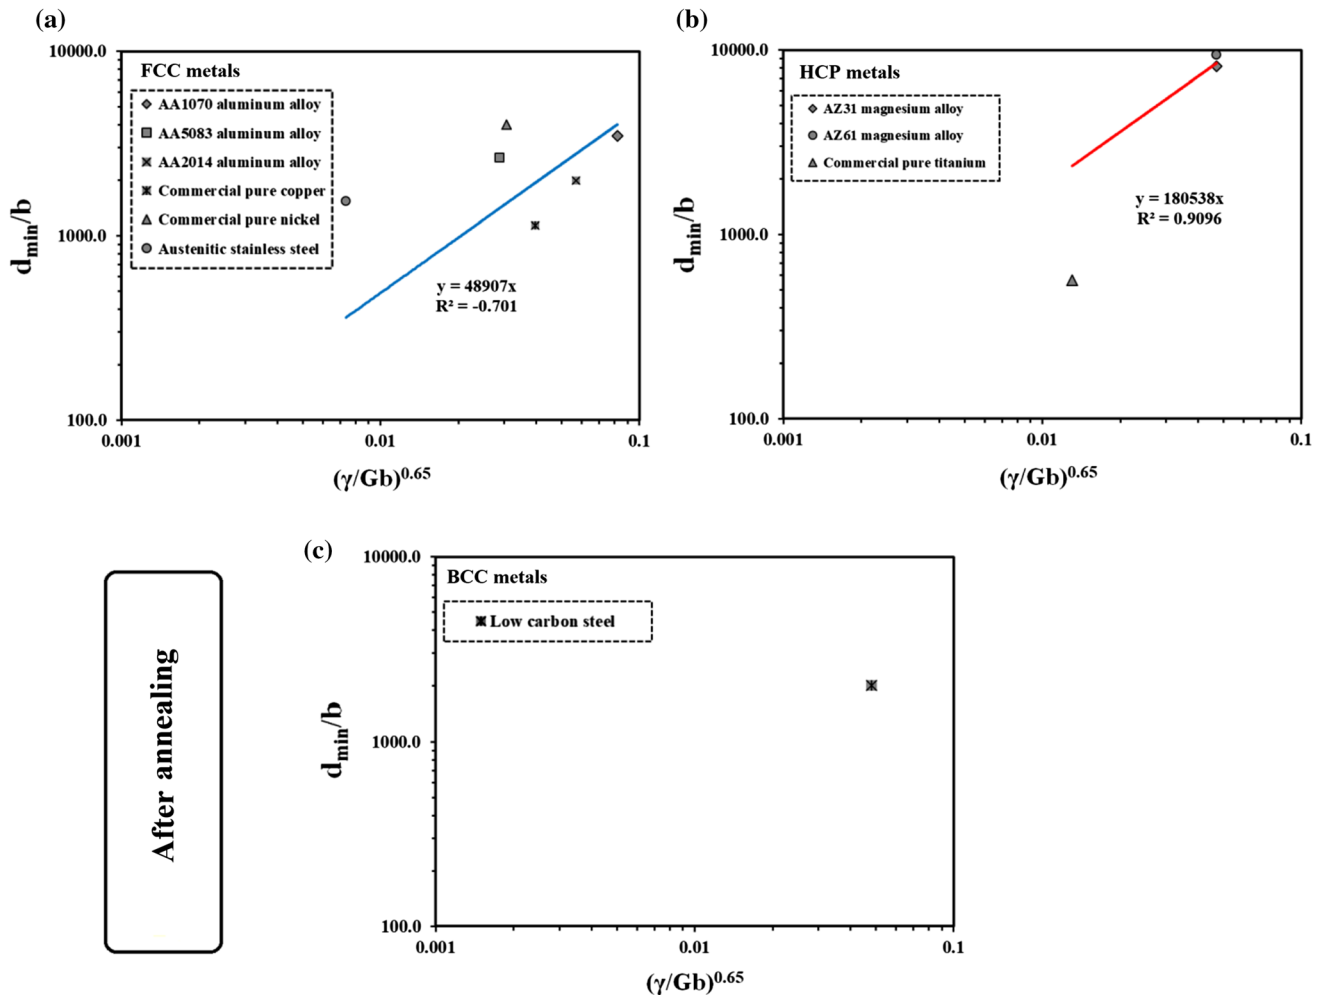 (a)
10000.0
1000.0
100.0
d_min/b
FCC metals
AA1070 aluminum alloy
AA5083 aluminum alloy
AA2014 aluminum alloy
Commercial pure copper
Commercial pure nickel
Austenitic stainless steel
y = 48907x
R² = -0.701
0.001 0.01 0.1
(γ/Gb)^0.65
(b)
10000.0
1000.0
100.0
d_min/b
HCP metals
AZ31 magnesium alloy
AZ61 magnesium alloy
Commercial pure titanium
y = 180538x
R² = 0.9096
0.001 0.01 0.1
(γ/Gb)^0.65
After annealing
(c)
10000.0
1000.0
100.0
d_min/b
BCC metals
Low carbon steel
0.001 0.01 0.1
(γ/Gb)^0.65